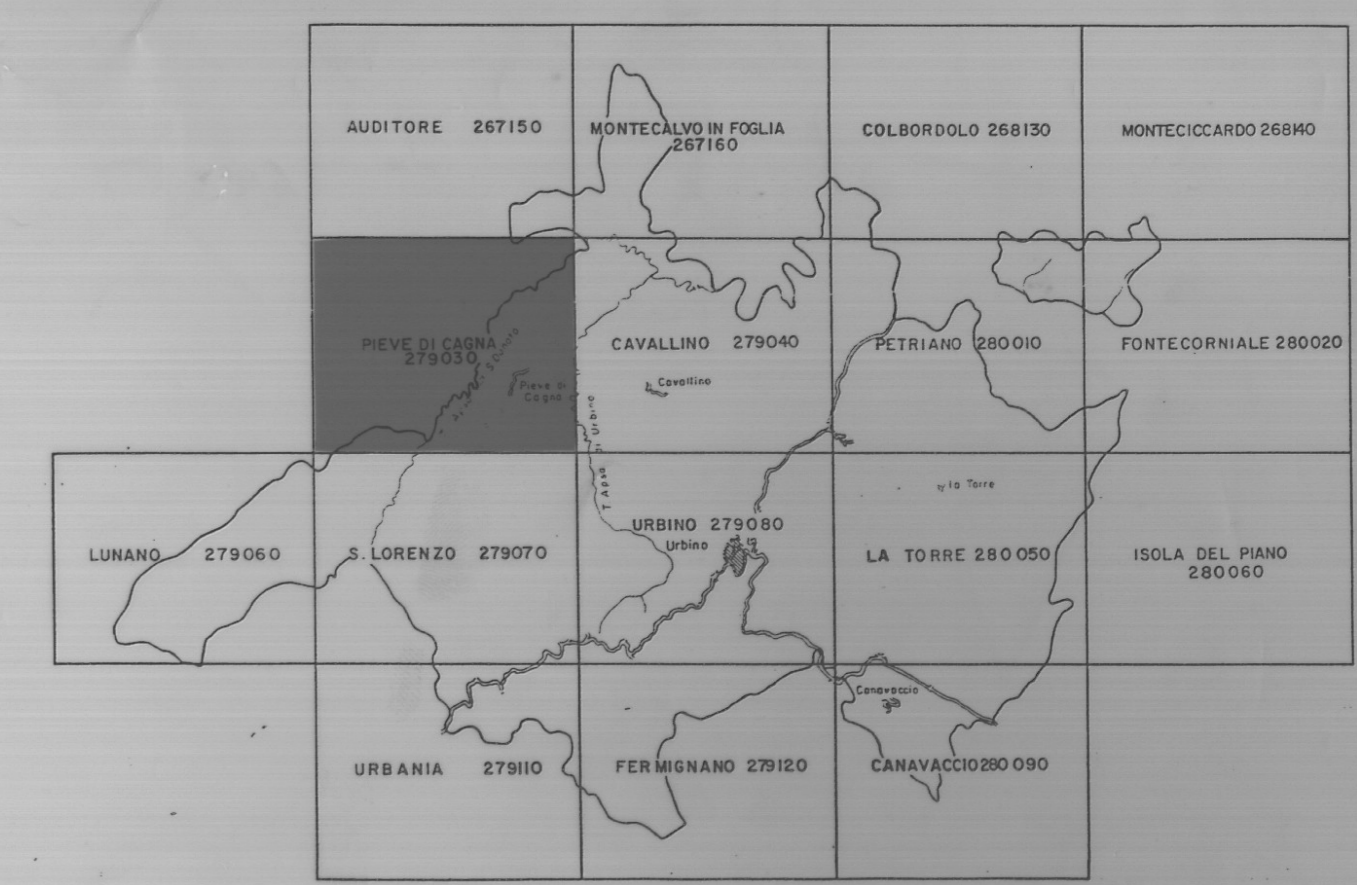 AUDITORE 267150
MONTECALVO IN FOGLIA
267160
COLBORDOLO 268130
MONTECICCARDO 268140
PIEVE DI CAGNA
279030
Pieve di
Cagna
CAVALLINO 279040
Cavallino
PETRIANO 280010
FONTECORNIALE 280020
T. Apsa di Urbino
LUNANO 279060
S. LORENZO 279070
URBINO 279080
Urbino
la Torre
LA TORRE 280050
ISOLA DEL PIANO
280060
Canavaccio
URBANIA 279110
FERMIGNANO 279120
CANAVACCIO 280090